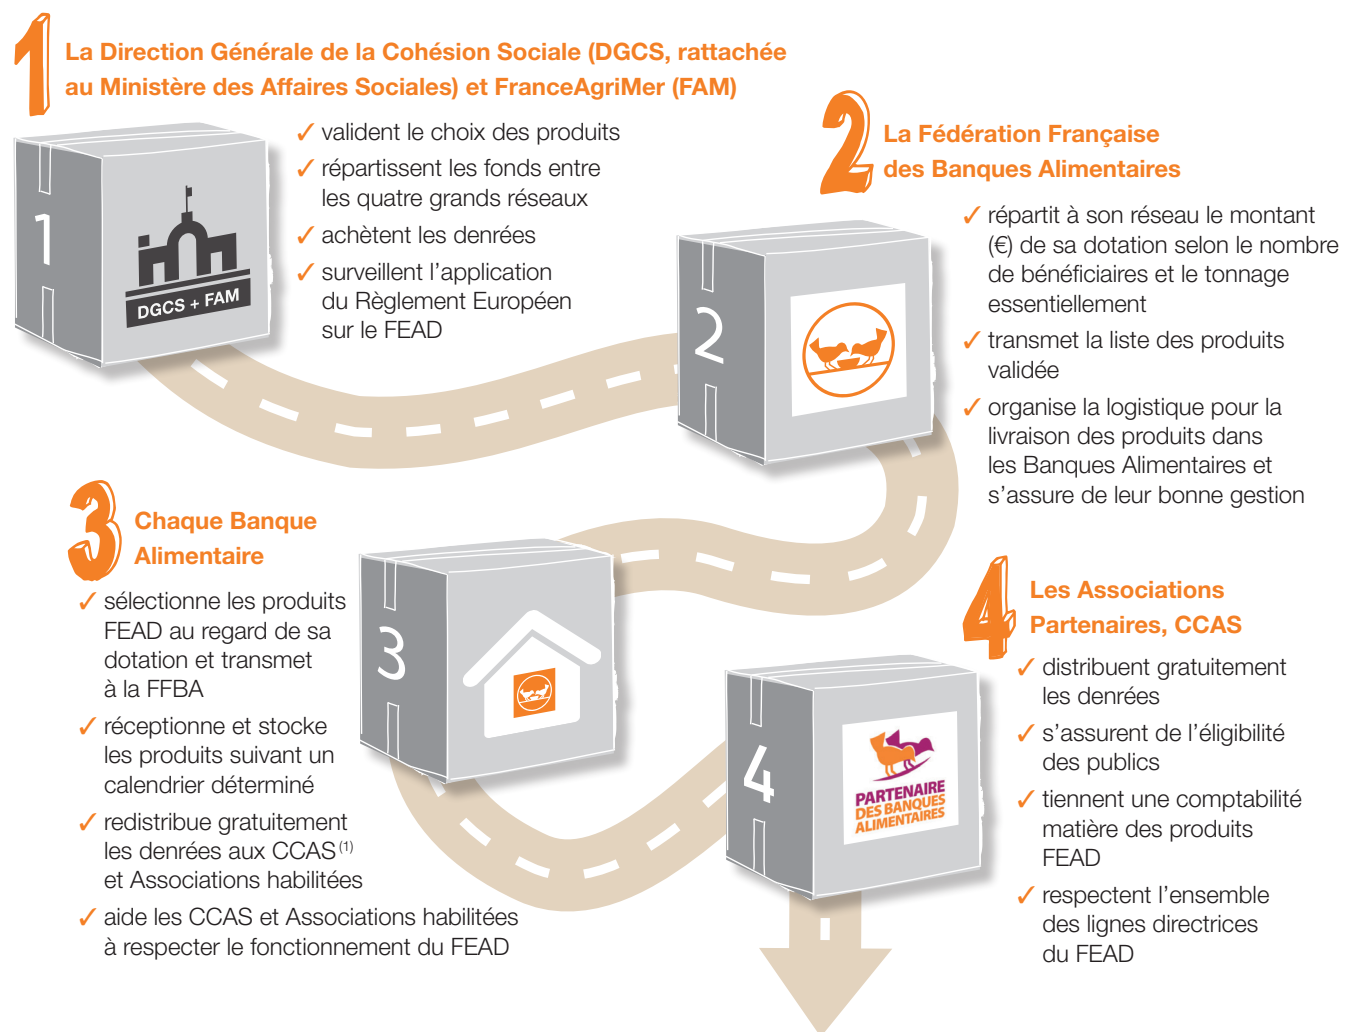 1
La Direction Générale de la Cohésion Sociale (DGCS, rattachée
au Ministère des Affaires Sociales) et FranceAgriMer (FAM)
✓ valident le choix des produits
✓ répartissent les fonds entre
les quatre grands réseaux
✓ achètent les denrées
✓ surveillent l’application
du Règlement Européen
sur le FEAD
1
DGCS + FAM
2
La Fédération Française
des Banques Alimentaires
✓ répartit à son réseau le montant
(€) de sa dotation selon le nombre
de bénéficiaires et le tonnage
essentiellement
✓ transmet la liste des produits
validée
✓ organise la logistique pour la
livraison des produits dans
les Banques Alimentaires et
s’assure de leur bonne gestion
2
3
Chaque Banque
Alimentaire
✓ sélectionne les produits
FEAD au regard de sa
dotation et transmet
à la FFBA
✓ réceptionne et stocke
les produits suivant un
calendrier déterminé
✓ redistribue gratuitement
les denrées aux CCAS (1)
et Associations habilitées
✓ aide les CCAS et Associations habilitées
à respecter le fonctionnement du FEAD
3
4
Les Associations
Partenaires, CCAS
✓ distribuent gratuitement
les denrées
✓ s’assurent de l’éligibilité
des publics
✓ tiennent une comptabilité
matière des produits
FEAD
✓ respectent l’ensemble
des lignes directrices
du FEAD
4
PARTENAIRE
DES BANQUES
ALIMENTAIRES